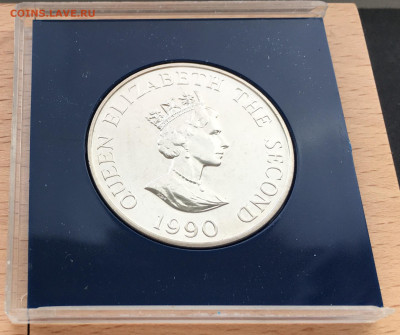 COINS.LAVE.RU
QUEEN ELIZABETH THE SECOND
1990